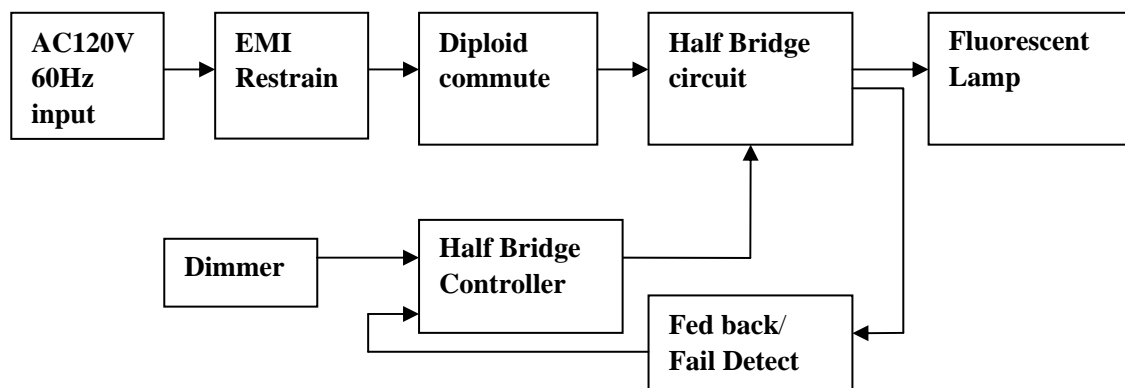 AC120V
60Hz
input
EMI
Restrain
Diploid
commute
Half Bridge
circuit
Fluorescent
Lamp
Dimmer
Half Bridge
Controller
Fed back/
Fail Detect